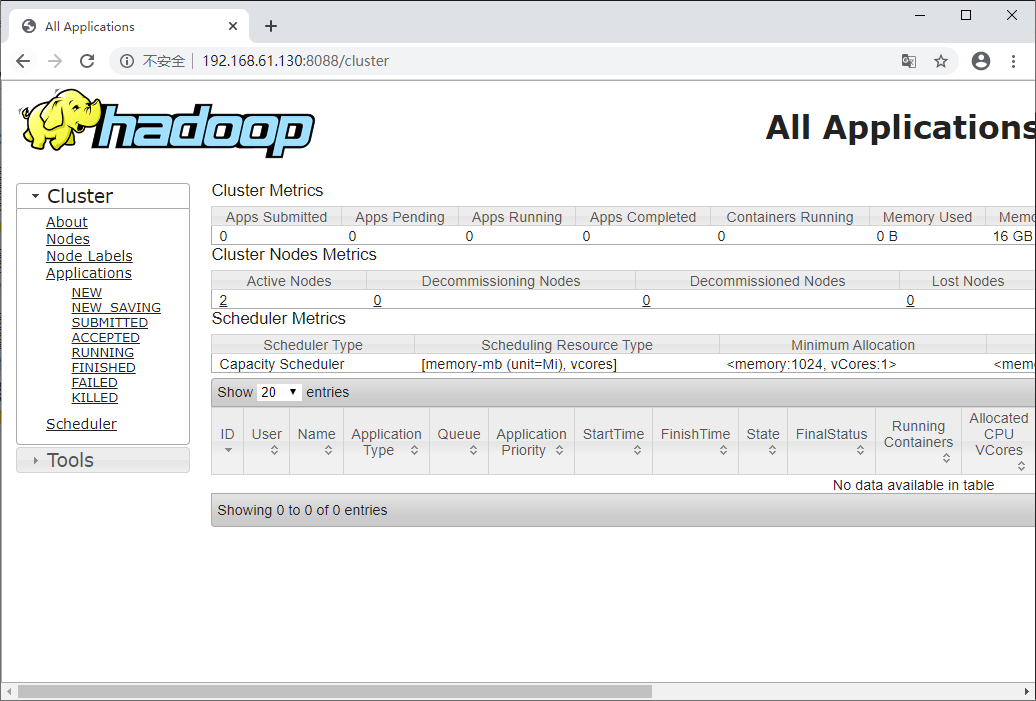 All Applications
不安全 192.168.61.130:8088/cluster
hadoop
All Applications
Cluster
About
Nodes
Node Labels
Applications
NEW
NEW_SAVING
SUBMITTED
ACCEPTED
RUNNING
FINISHED
FAILED
KILLED
Scheduler
Tools
Cluster Metrics
Apps Submitted Apps Pending Apps Running Apps Completed Containers Running Memory Used
0 0 0 0 0 0 B 16 GB
Cluster Nodes Metrics
Active Nodes Decommissioning Nodes Decommissioned Nodes Lost Nodes
2 0 0 0
Scheduler Metrics
Scheduler Type Scheduling Resource Type Minimum Allocation
Capacity Scheduler [memory-mb (unit=Mi), vcores] <memory:1024, vCores:1>
Show 20 entries
ID User Name Application Type Queue Application Priority StartTime FinishTime State FinalStatus Running Containers Allocated CPU VCores
No data available in table
Showing 0 to 0 of 0 entries